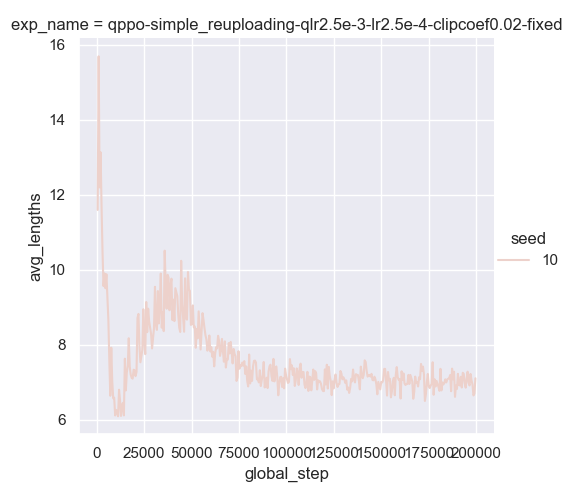 exp_name = qppo-simple_reuploading-qlr2.5e-3-lr2.5e-4-clipcoef0.02-fixed
16
14
12
10
8
6
avg_lengths
0 25000 50000 75000 100000 125000 150000 175000 200000
global_step
seed
10